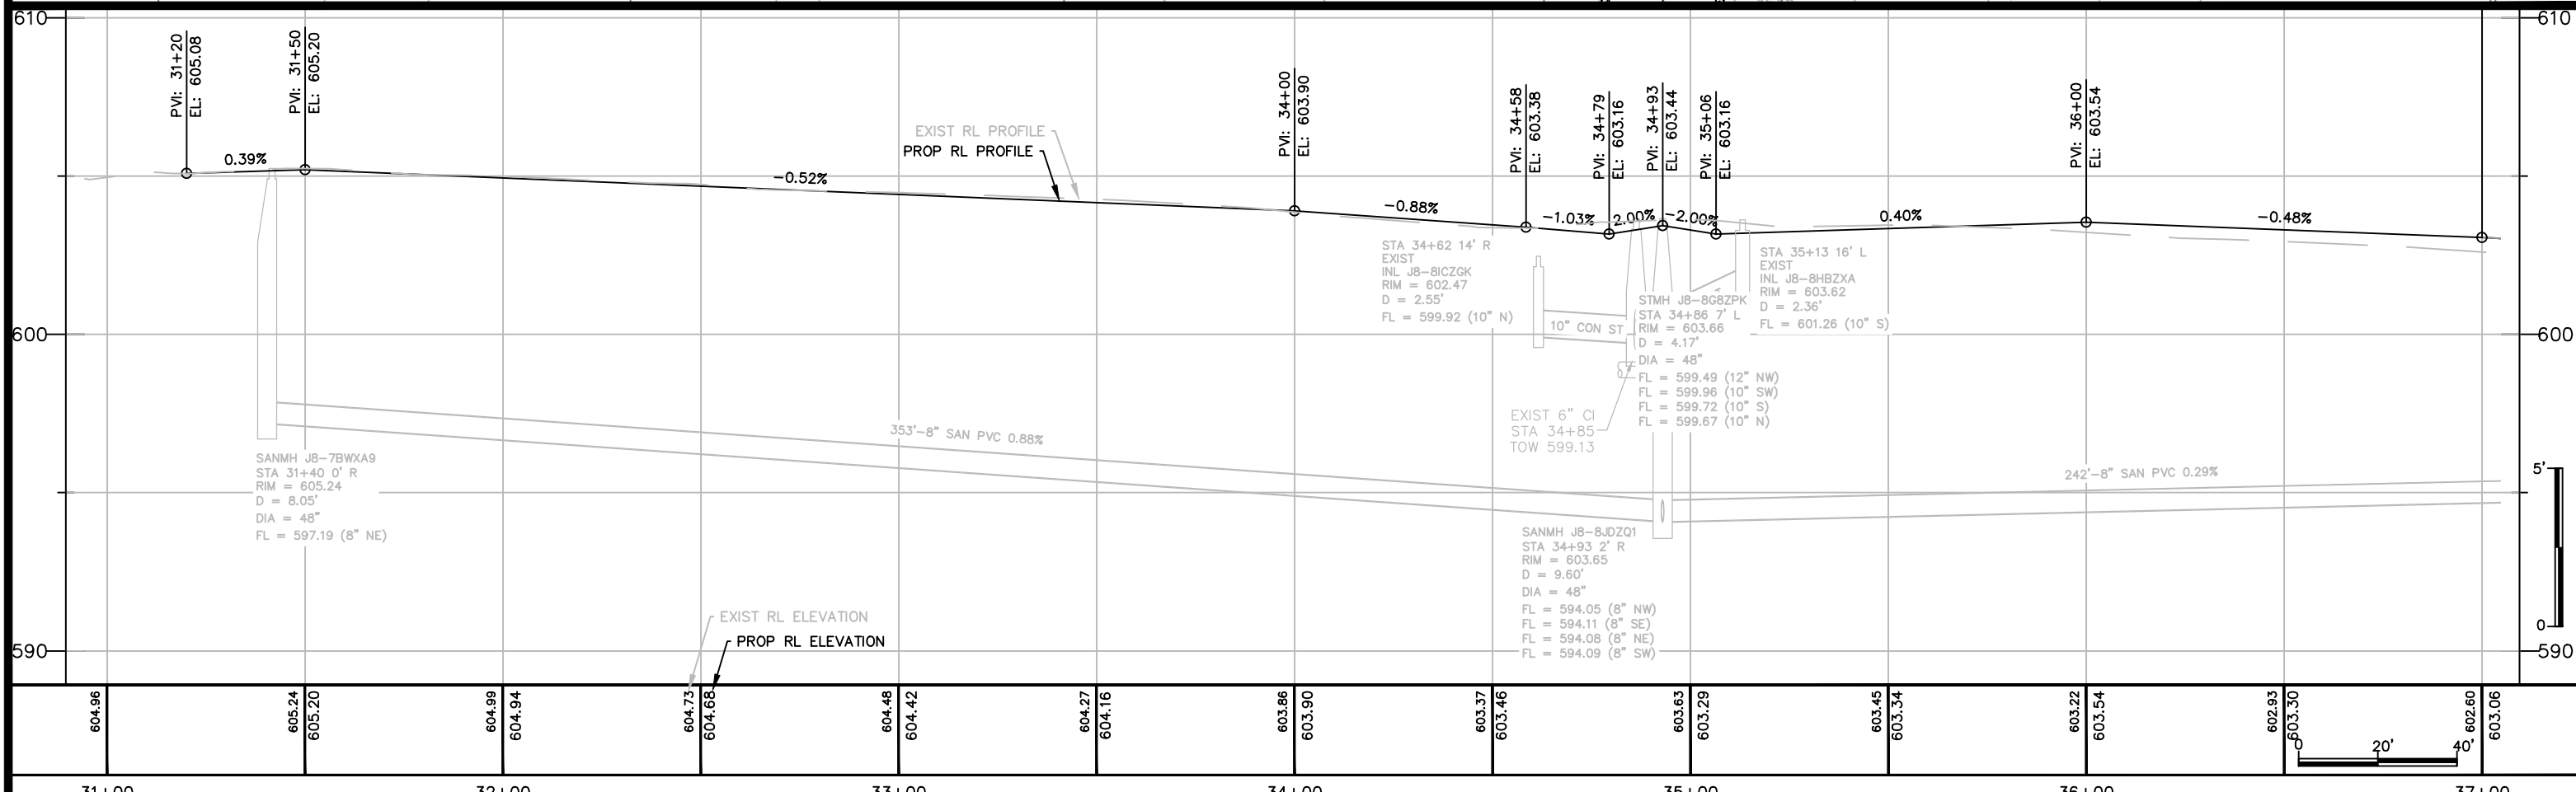 610
610
PVI: 31+20
EL: 605.08
PVI: 31+50
EL: 605.20
PVI: 34+00
EL: 603.90
PVI: 34+58
EL: 603.38
PVI: 34+79
EL: 603.16
PVI: 34+93
EL: 603.44
PVI: 35+06
EL: 603.16
PVI: 36+00
EL: 603.54
EXIST RL PROFILE
PROP RL PROFILE
0.39%
-0.52%
-0.88%
-1.03%
2.00%
-2.00%
0.40%
-0.48%
STA 34+62 14' R
EXIST
INL J8-8ICZGK
RIM = 602.47
D = 2.55'
FL = 599.92 (10" N)
10" CON ST
STMH J8-8G8ZPK
STA 34+86 7' L
RIM = 603.66
D = 4.17'
DIA = 48"
FL = 599.49 (12" NW)
FL = 599.96 (10" SW)
FL = 599.72 (10" S)
FL = 599.67 (10" N)
STA 35+13 16' L
EXIST
INL J8-8HBZXA
RIM = 603.62
D = 2.36'
FL = 601.26 (10" S)
600
600
EXIST 6" CI
STA 34+85
TOW 599.13
353'-8" SAN PVC 0.88%
242'-8" SAN PVC 0.29%
SANMH J8-7BWXA9
STA 31+40 0' R
RIM = 605.24
D = 8.05'
DIA = 48"
FL = 597.19 (8" NE)
SANMH J8-8JDZQ1
STA 34+93 2' R
RIM = 603.65
D = 9.60'
DIA = 48"
FL = 594.05 (8" NW)
FL = 594.11 (8" SE)
FL = 594.08 (8" NE)
FL = 594.09 (8" SW)
5'
0
EXIST RL ELEVATION
PROP RL ELEVATION
590
590
604.96
605.24
605.20
604.99
604.94
604.73
604.68
604.48
604.42
604.27
604.16
603.86
603.90
603.37
603.46
603.63
603.29
603.45
603.34
603.22
603.54
602.93
603.30
602.60
603.06
0 20' 40'
31+00 32+00 33+00 34+00 35+00 36+00 37+00